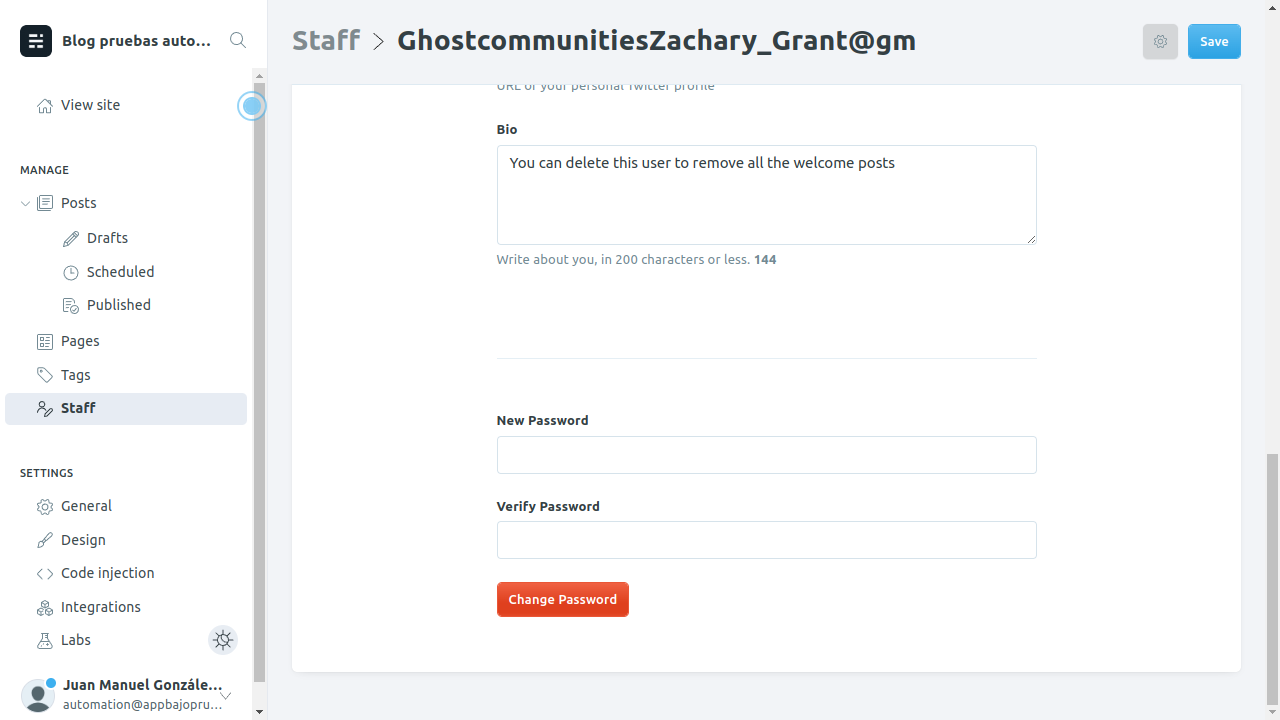 Blog pruebas auto...
Staff > GhostcommunitiesZachary_Grant@gm
Save
View site
URL of your personal Twitter profile
Bio
You can delete this user to remove all the welcome posts
Write about you, in 200 characters or less. 144
MANAGE
Posts
Drafts
Scheduled
Published
Pages
Tags
Staff
New Password
Verify Password
Change Password
SETTINGS
General
Design
Code injection
Integrations
Labs
Juan Manuel Gonzále...
automation@appbajopru...